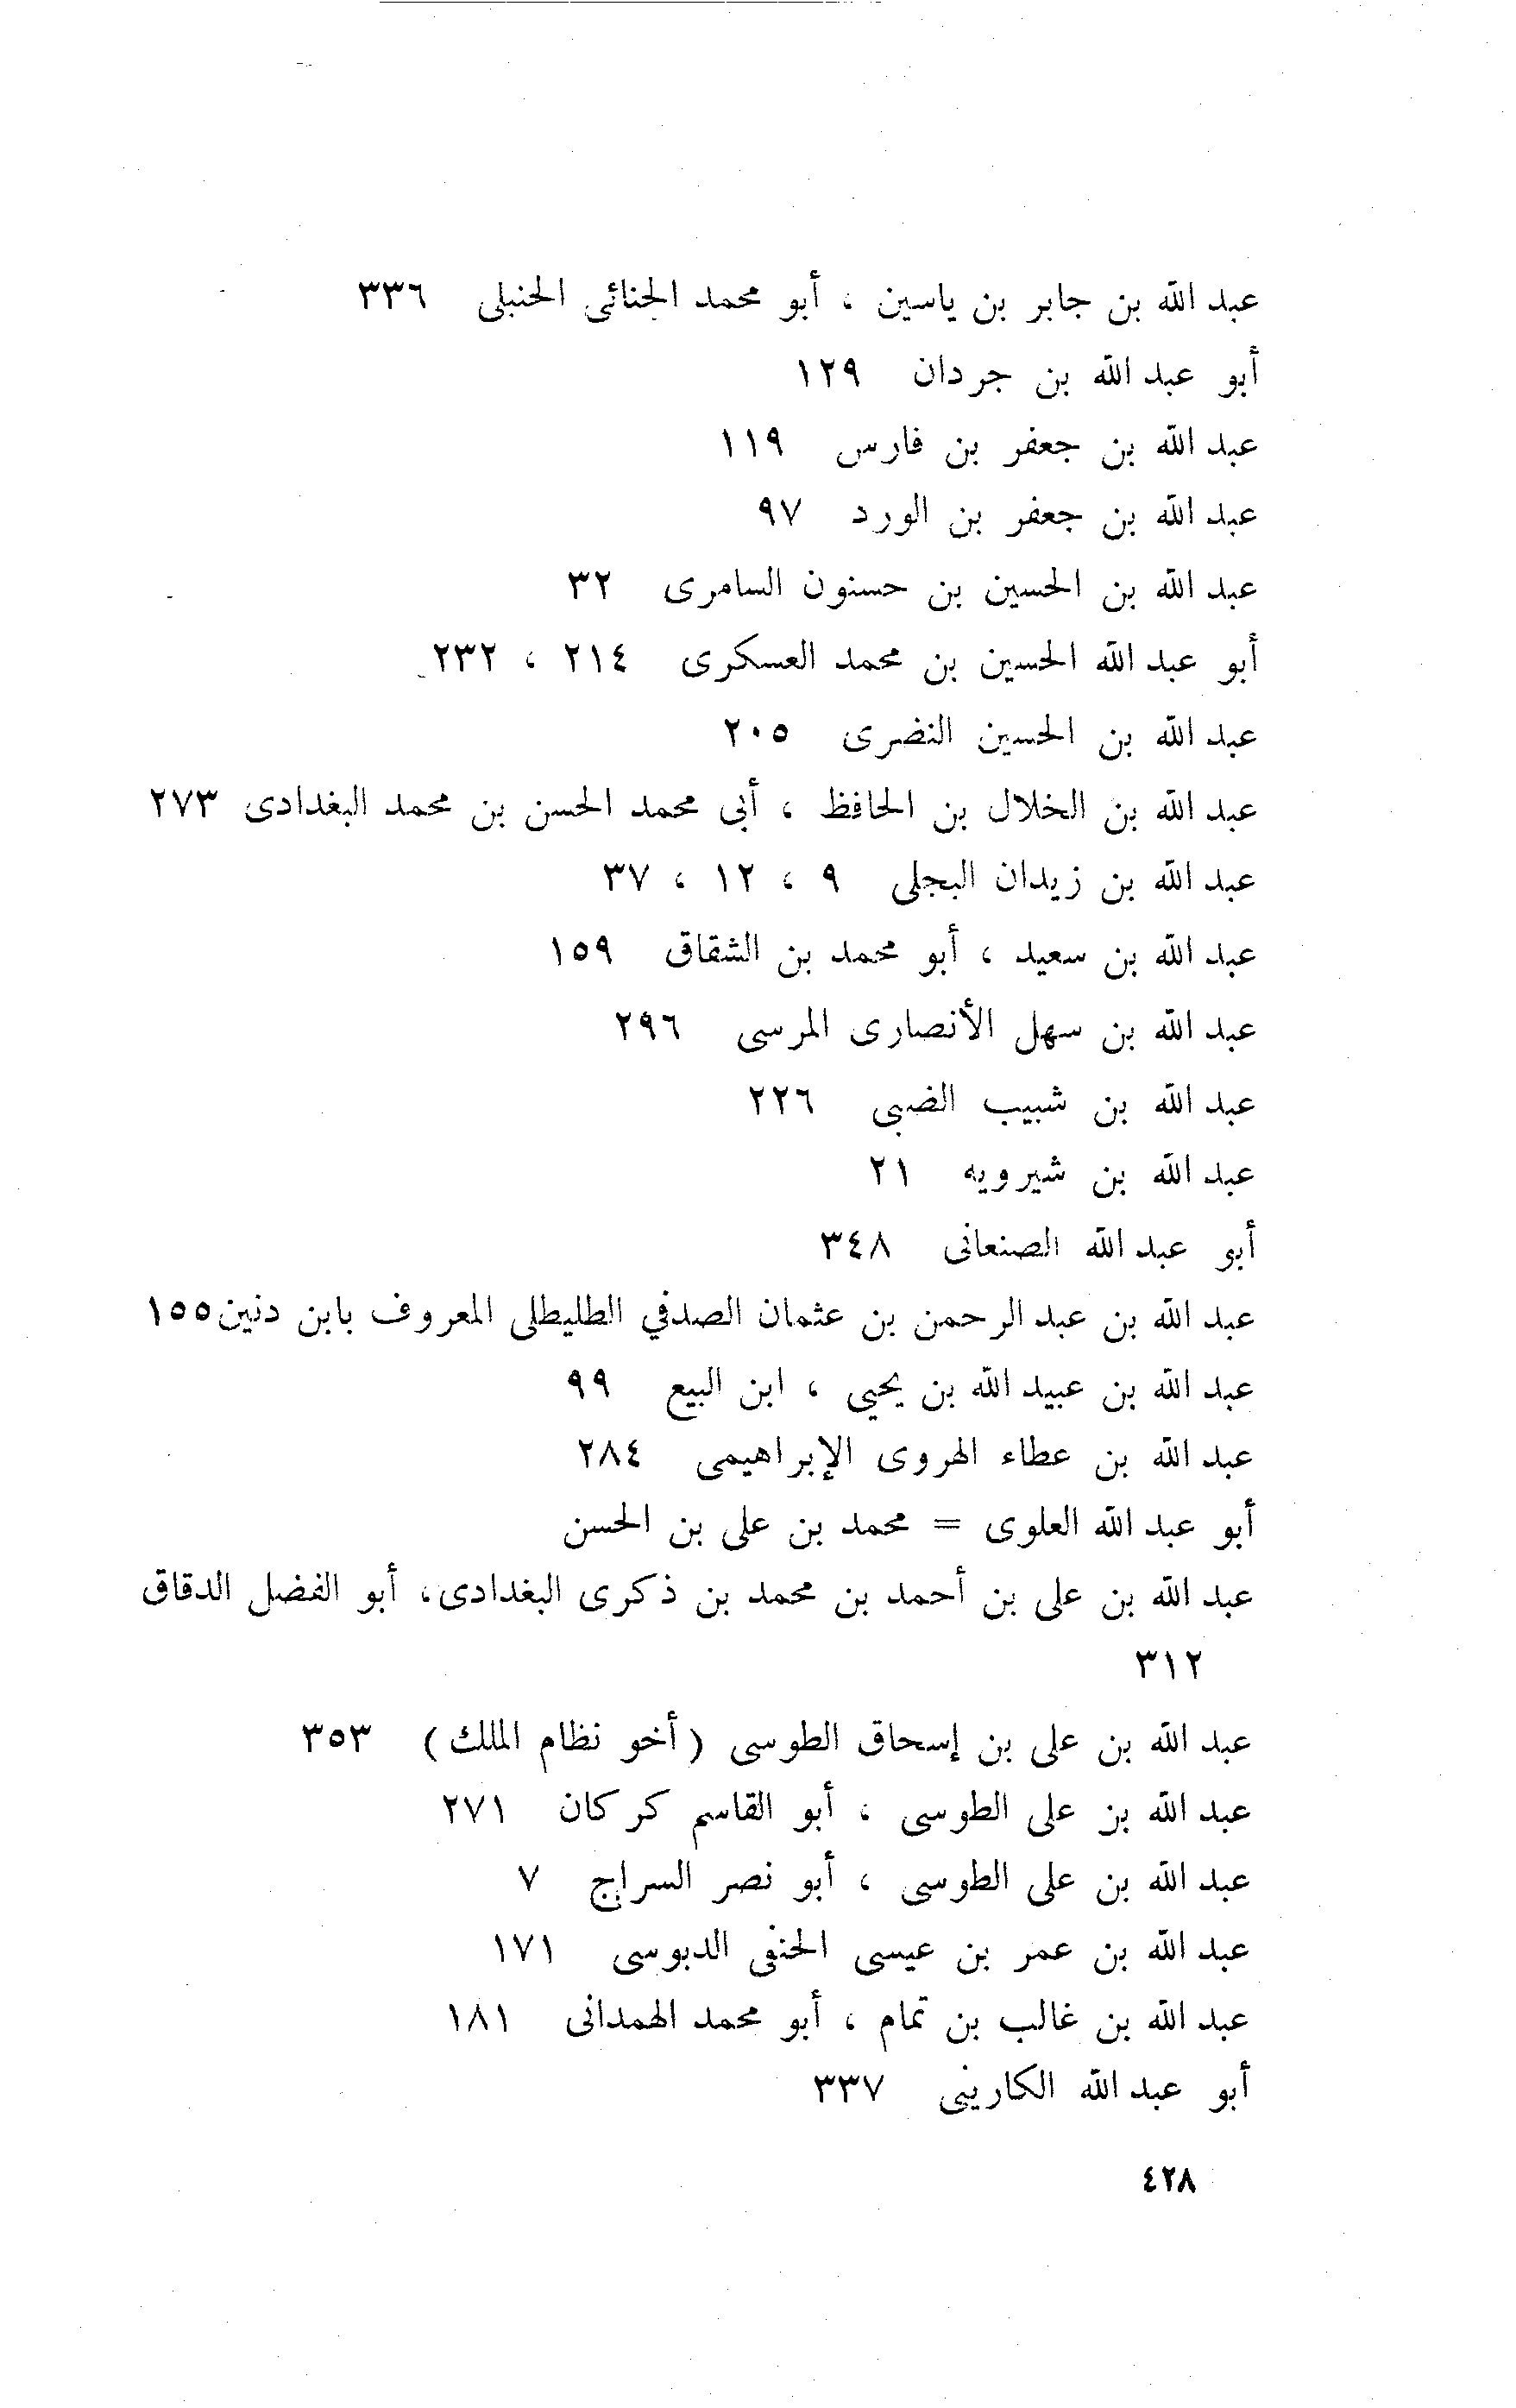 عبد الله بن جابر بن ياسين ، أبو محمد الجنائى الحنبلى ٣٣٦
أبو عبد الله بن جردان ١٢٩
عبد الله بن جعفر بن فارس ١١٩
عبد الله بن جعفر بن الورد ٩٧
عبد الله بن الحسين بن حسنون السامرى ٣٢
أبو عبد الله الحسين بن محمد العسكرى ٢١٤ ، ٢٣٢
عبد الله بن الحسين النضرى ٢٠٥
عبد الله بن الخلال بن الحافظ ، أبى محمد الحسن بن محمد البغدادى ٢٧٣
عبد الله بن زيدان البجلى ٩ ، ١٢ ، ٣٧
عبد الله بن سعيد ، أبو محمد بن الشقاق ١٥٩
عبد الله بن سهل الأنصارى المرسى ٢٩٦
عبد الله بن شبيب الضبى ٢٢٦
عبد الله بن شيرويه ٢١
أبو عبد الله الصنعانى ٣٤٨
عبد الله بن عبد الرحمن بن عثمان الصدفي الطليطلى المعروف بابن دنين ١٥٥
عبد الله بن عبيد الله بن يحيى ، ابن البيع ٩٩
عبد الله بن عطاء الهروى الإبراهيمى ٢٨٤
أبو عبد الله العلوى = محمد بن على بن الحسن
عبد الله بن على بن أحمد بن محمد بن ذكرى البغدادى، أبو الفضل الدقاق
٣١٢
عبد الله بن على بن إسحاق الطوسى (أخو نظام الملك) ٣٥٣
عبد الله بن على الطوسى ، أبو القاسم كركان ٢٧١
عبد الله بن على الطوسى ، أبو نصر السراج ٧
عبد الله بن عمر بن عيسى الحنفى الدبوسى ١٧١
عبد الله بن غالب بن تمام ، أبو محمد الهمدانى ١٨١
أبو عبد الله الكارينى ٣٣٧
٤٢٨